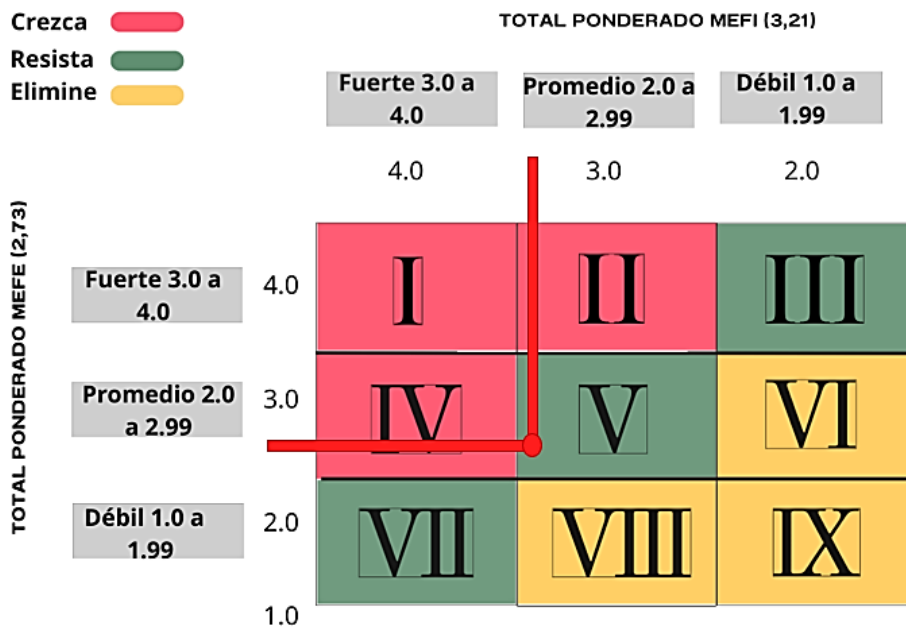 Crezca
Resista
Elimine
TOTAL PONDERADO MEFI (3,21)
Fuerte 3.0 a
4.0
Promedio 2.0 a
2.99
Débil 1.0 a
1.99
4.0
3.0
2.0
TOTAL PONDERADO MEFE (2,73)
Fuerte 3.0 a
4.0
4.0
I
II
III
Promedio 2.0
a 2.99
3.0
IV
V
VI
Débil 1.0 a
1.99
2.0
VII
VIII
IX
1.0